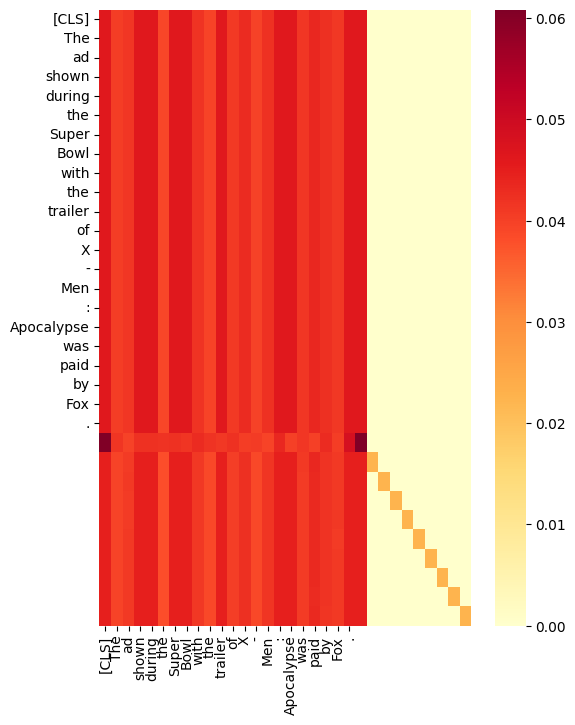 [CLS]
The
ad
shown
during
the
Super
Bowl
with
the
trailer
of
X
-
Men
:
Apocalypse
was
paid
by
Fox
.
[CLS]
The
ad
shown
during
the
Super
Bowl
with
the
trailer
of
X
-
Men
:
Apocalypse
was
paid
by
Fox
.
0.06
0.05
0.04
0.03
0.02
0.01
0.00